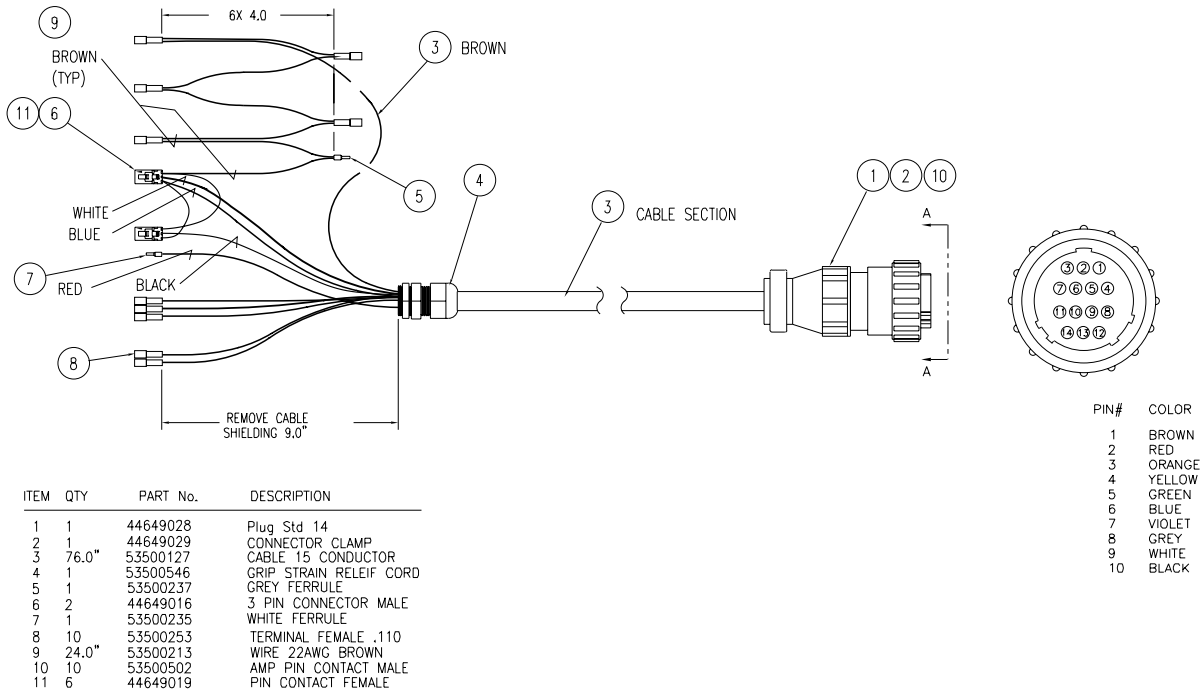 9
6X 4.0
BROWN
(TYP)
3 BROWN
11 6
5
4
WHITE
BLUE
7
RED
BLACK
3 CABLE SECTION
1 2 10
A
A
8
REMOVE CABLE
SHIELDING 9.0"
3 2 1
7 6 5 4
11 10 9 8
14 13 12
PIN# COLOR
1 BROWN
2 RED
3 ORANGE
4 YELLOW
5 GREEN
6 BLUE
7 VIOLET
8 GREY
9 WHITE
10 BLACK
ITEM QTY PART No. DESCRIPTION
1 1 44649028 Plug Std 14
2 1 44649029 CONNECTOR CLAMP
3 76.0" 53500127 CABLE 15 CONDUCTOR
4 1 53500546 GRIP STRAIN RELEIF CORD
5 1 53500237 GREY FERRULE
6 2 44649016 3 PIN CONNECTOR MALE
7 1 53500235 WHITE FERRULE
8 10 53500253 TERMINAL FEMALE .110
9 24.0" 53500213 WIRE 22AWG BROWN
10 10 53500502 AMP PIN CONTACT MALE
11 6 44649019 PIN CONTACT FEMALE